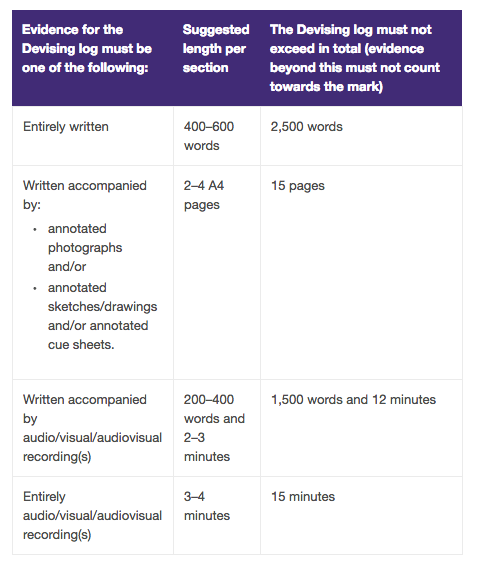 Evidence for the
Devising log must be
one of the following:
Suggested
length per
section
The Devising log must not
exceed in total (evidence
beyond this must not count
towards the mark)
Entirely written
400–600
words
2,500 words
Written accompanied
by:
• annotated
photographs
and/or
• annotated
sketches/drawings
and/or annotated
cue sheets.
2–4 A4
pages
15 pages
Written accompanied
by
audio/visual/audiovisual
recording(s)
200–400
words and
2–3
minutes
1,500 words and 12 minutes
Entirely
audio/visual/audiovisual
recording(s)
3–4
minutes
15 minutes